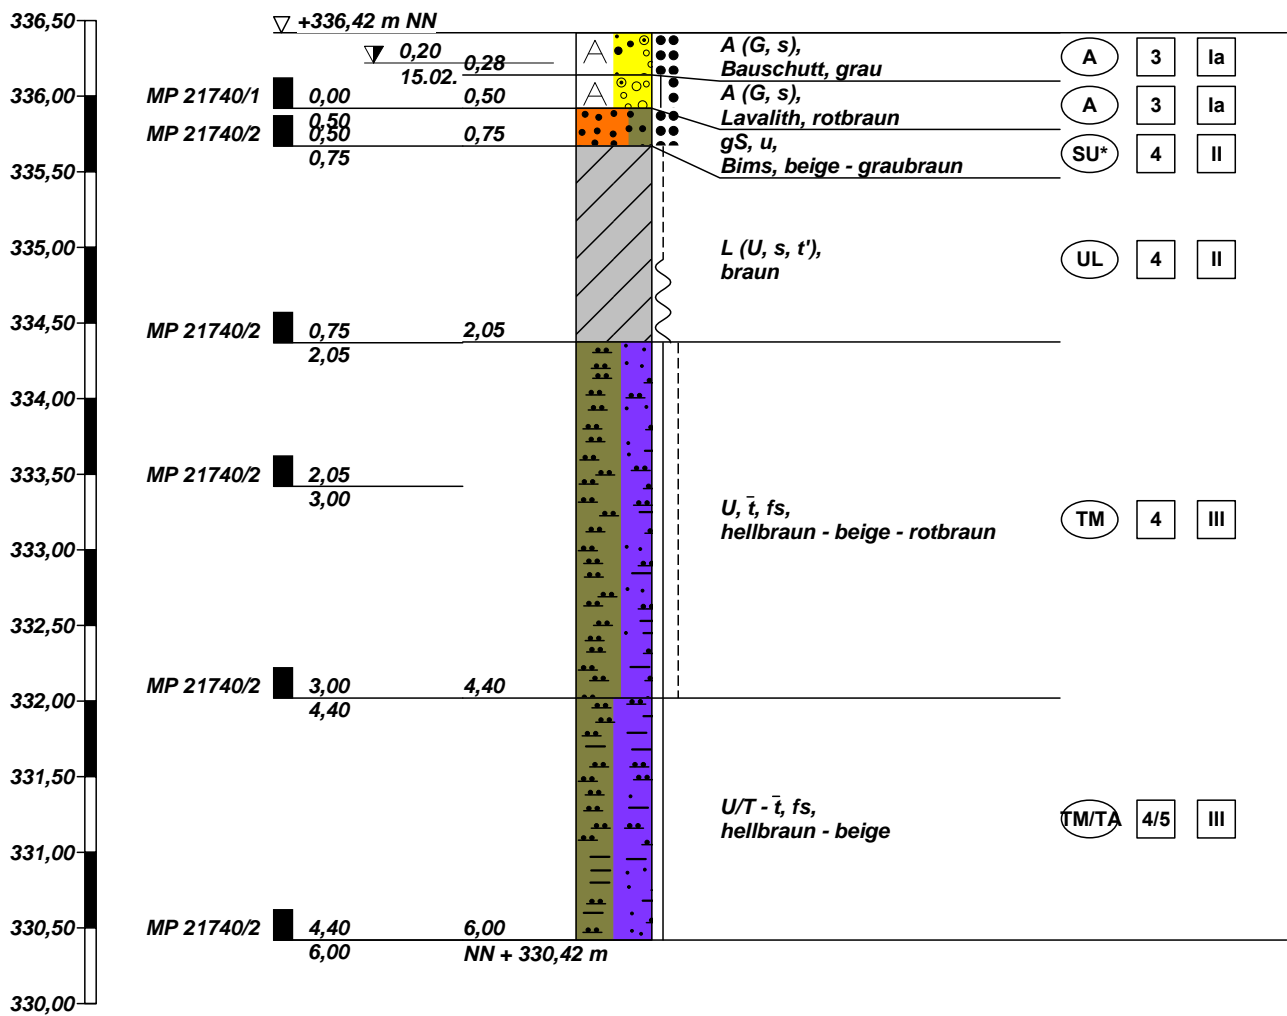 336,50
+336,42 m NN
0,20
0,28
15.02.
A
A (G, s),
Bauschutt, grau
A
3
Ia
336,00
MP 21740/1
0,00
0,50
0,50
A
A (G, s),
Lavalith, rotbraun
A
3
Ia
MP 21740/2
0,50
0,75
0,75
gS, u,
Bims, beige - graubraun
SU*
4
II
335,50
335,00
L (U, s, t'),
braun
UL
4
II
334,50
MP 21740/2
0,75
2,05
2,05
334,00
333,50
MP 21740/2
2,05
3,00
333,00
U, t̄, fs,
hellbraun - beige - rotbraun
TM
4
III
332,50
332,00
MP 21740/2
3,00
4,40
4,40
331,50
U/T - t̄, fs,
hellbraun - beige
TM/TA
4/5
III
331,00
330,50
MP 21740/2
4,40
6,00
6,00
NN + 330,42 m
330,00